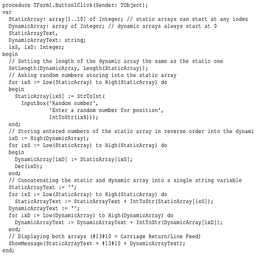 procedure TForm1.Button1Click(Sender: TObject);
var
  StaticArray: array[1..10] of Integer; // static arrays can start at any index
  DynamicArray: array of Integer; // dynamic arrays always start at 0
  StaticArrayText,
  DynamicArrayText: string;
  ixS, ixD: Integer;
begin
  // Setting the length of the dynamic array the same as the static one
  SetLength(DynamicArray, Length(StaticArray));
  // Asking random numbers storing into the static array
  for ixS := Low(StaticArray) to High(StaticArray) do
  begin
    StaticArray[ixS] := StrToInt(
      InputBox('Random number',
               'Enter a random number for position',
               IntToStr(ixS)));
  end;
  // Storing entered numbers of the static array in reverse order into the dynami
  ixD := High(DynamicArray);
  for ixS := Low(StaticArray) to High(StaticArray) do
  begin
    DynamicArray[ixD] := StaticArray[ixS];
    Dec(ixD);
  end;
  // Concatenating the static and dynamic array into a single string variable
  StaticArrayText := '';
  for ixS := Low(StaticArray) to High(StaticArray) do
    StaticArrayText := StaticArrayText + IntToStr(StaticArray[ixS]);
  DynamicArrayText := '';
  for ixD := Low(DynamicArray) to High(DynamicArray) do
    DynamicArrayText := DynamicArrayText + IntToStr(DynamicArray[ixD]);
  end;
  // Displaying both arrays (#13#10 = Carriage Return/Line Feed)
  ShowMessage(StaticArrayText + #13#10 + DynamicArrayText);
end;